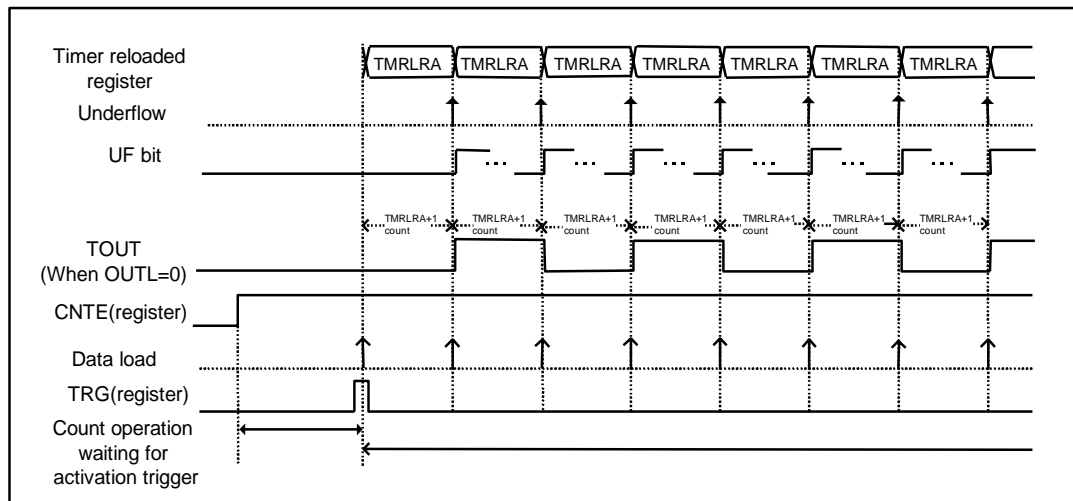 Timer reloaded
register
TMRLRA TMRLRA TMRLRA TMRLRA TMRLRA TMRLRA TMRLRA
Underflow
UF bit
... ... ... ... ... ...
TMRLRA+1 TMRLRA+1 TMRLRA+1 TMRLRA+1 TMRLRA+1 TMRLRA+1 TMRLRA+1
count count count count count count count
TOUT
(When OUTL=0)
CNTE(register)
Data load
TRG(register)
Count operation
waiting for
activation trigger